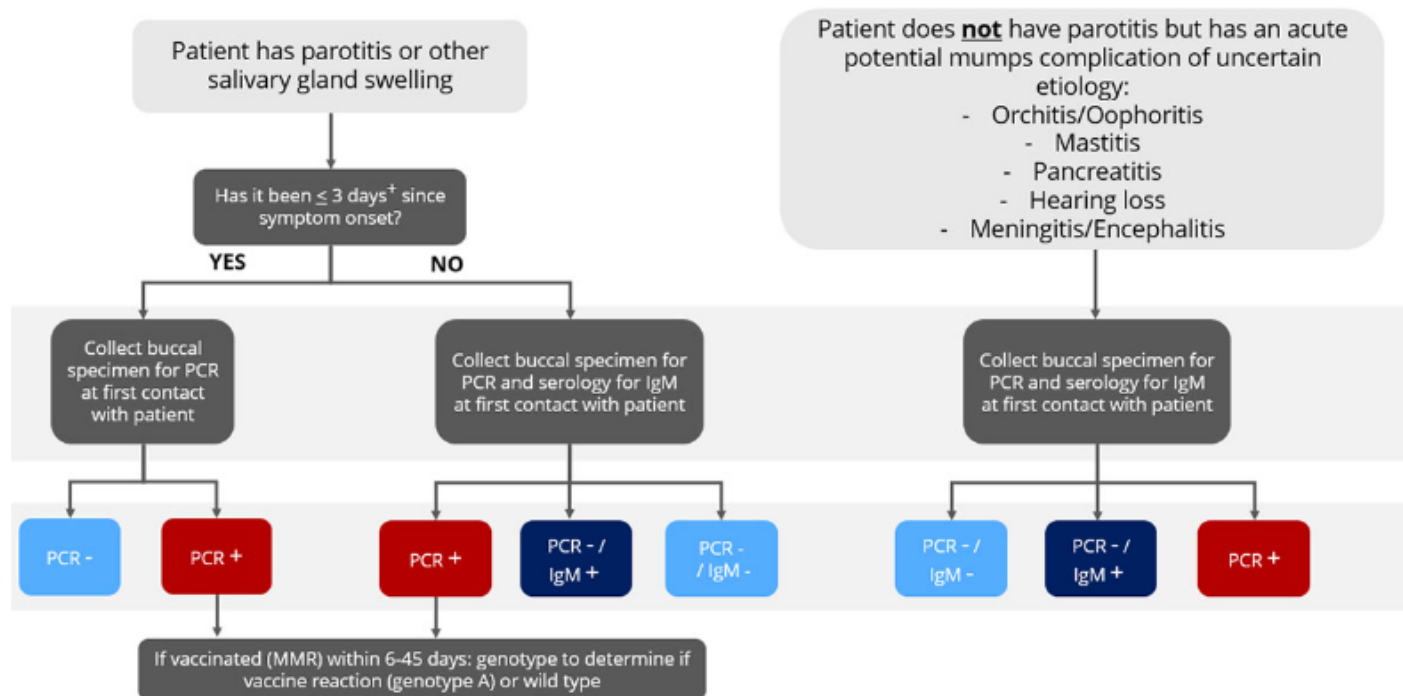 Patient has parotitis or other
salivary gland swelling
Patient does not have parotitis but has an acute
potential mumps complication of uncertain
etiology:
- Orchitis/Oophoritis
- Mastitis
- Pancreatitis
- Hearing loss
- Meningitis/Encephalitis
Has it been ≤ 3 days⁺ since
symptom onset?
YES
NO
Collect buccal
specimen for PCR
at first contact
with patient
Collect buccal specimen for
PCR and serology for IgM
at first contact with patient
Collect buccal specimen for
PCR and serology for IgM
at first contact with patient
PCR -
PCR +
PCR +
PCR - /
IgM +
PCR -
/ IgM -
PCR - /
IgM -
PCR - /
IgM +
PCR +
If vaccinated (MMR) within 6-45 days: genotype to determine if
vaccine reaction (genotype A) or wild type